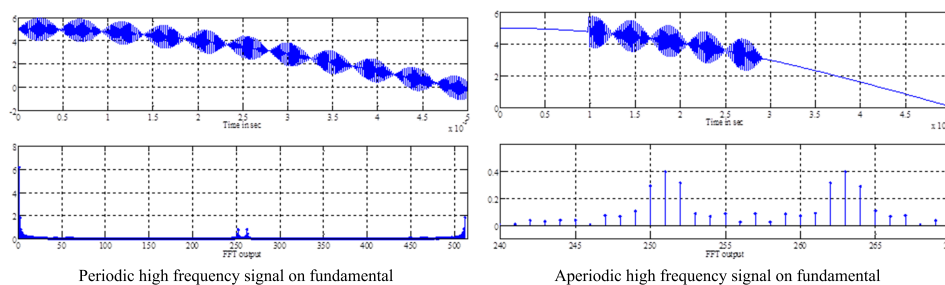 6
4
2
0
-2
0 0.5 1 1.5 2 2.5 3 3.5 4 4.5 5
Time in sec
x 10
8
6
4
2
0
0 50 100 150 200 250 300 350 400 450 500
FFT output
Periodic high frequency signal on fundamental
6
4
2
0
0 0.5 1 1.5 2 2.5 3 3.5 4 4.5
Time in sec
x 10
0.4
0.2
0
240 245 250 255 260 265
FFT output
Aperiodic high frequency signal on fundamental